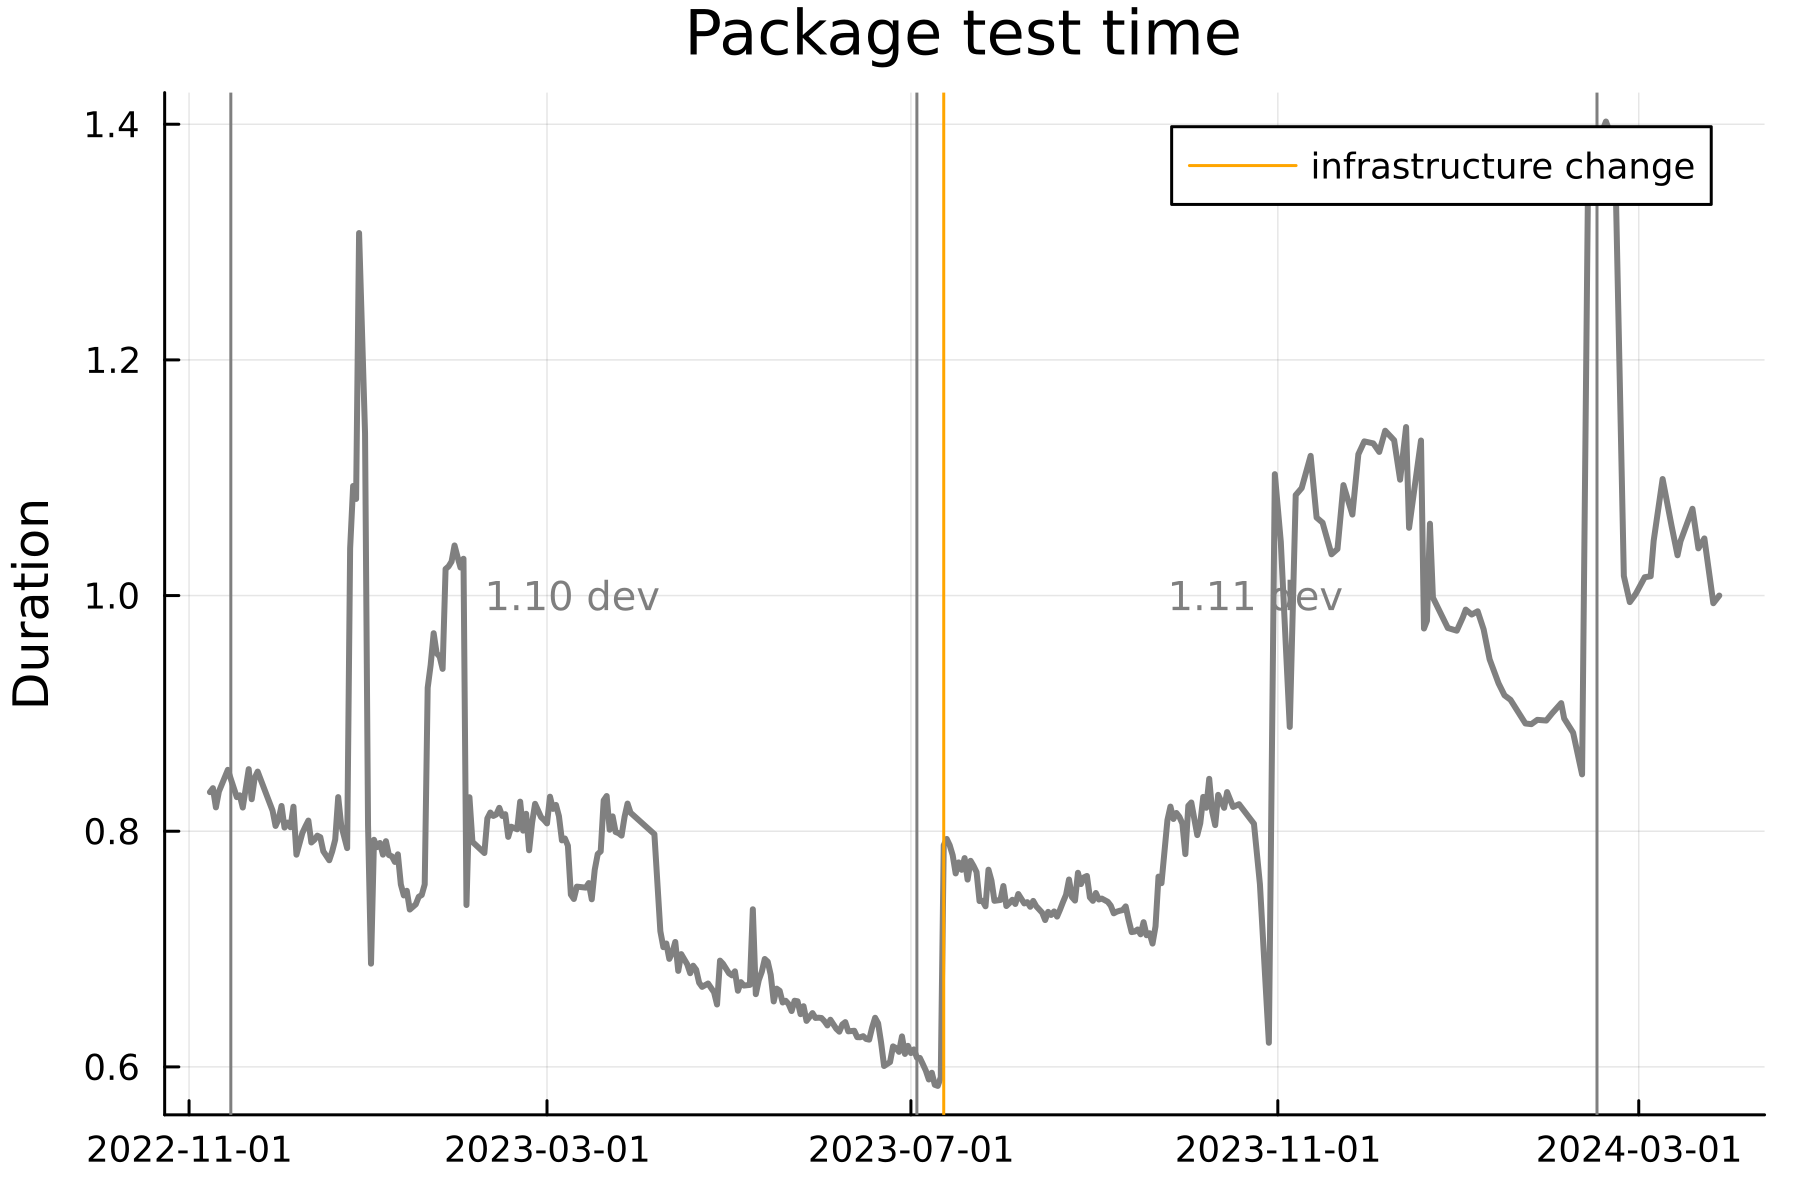 Package test time
1.4
infrastructure change
1.2
Duration
1.0
1.10 dev
1.11 dev
0.8
0.6
2022-11-01
2023-03-01
2023-07-01
2023-11-01
2024-03-01